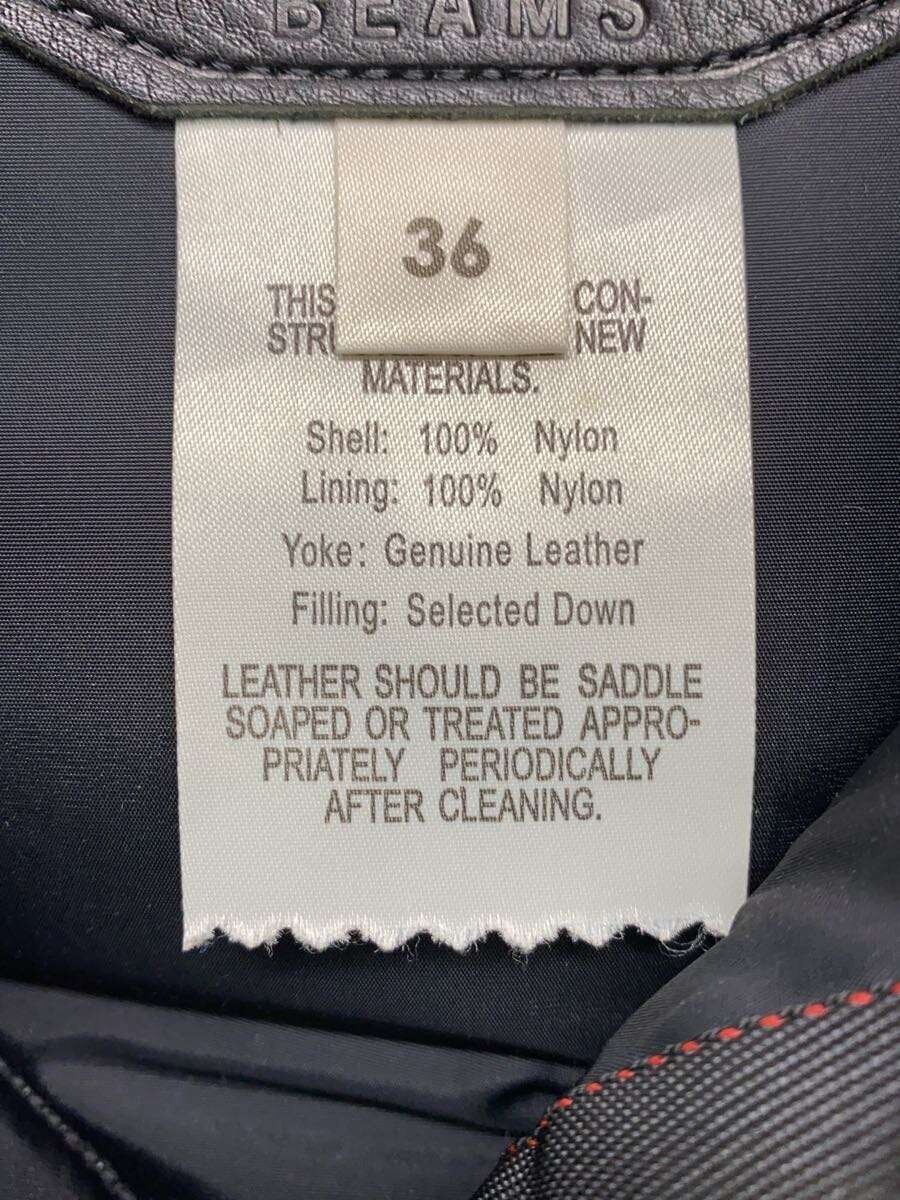 BEAMS
36
THIS CON-
STR NEW
MATERIALS.
Shell: 100% Nylon
Lining: 100% Nylon
Yoke: Genuine Leather
Filling: Selected Down
LEATHER SHOULD BE SADDLE
SOAPED OR TREATED APPRO-
PRIATELY PERIODICALLY
AFTER CLEANING.